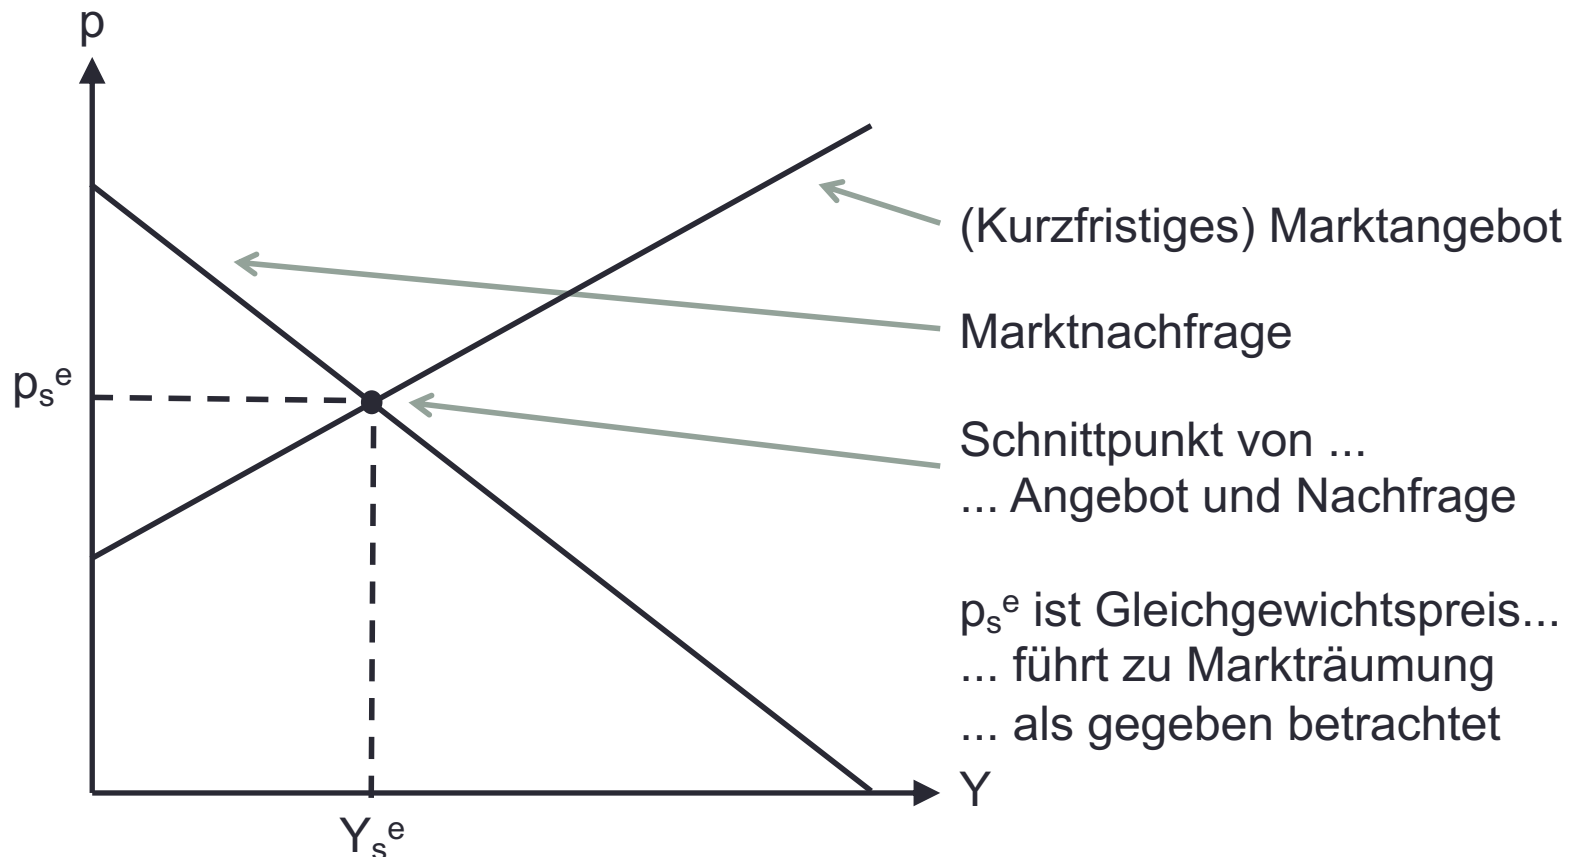 p
(Kurzfristiges) Marktangebot
Marktnachfrage
pₛᵉ
Schnittpunkt von ...
... Angebot und Nachfrage
pₛᵉ ist Gleichgewichtspreis...
... führt zu Markträumung
... als gegeben betrachtet
Y
Yₛᵉ